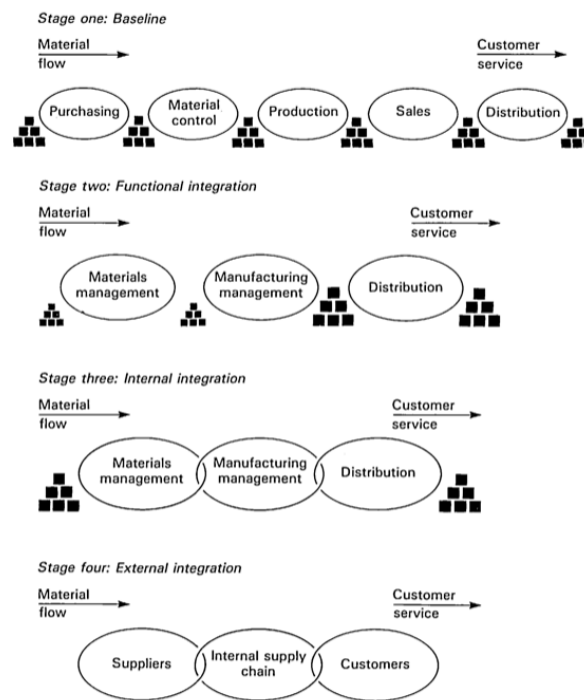 Stage one: Baseline
Material
flow
Customer
service
Purchasing
Material
control
Production
Sales
Distribution
Stage two: Functional integration
Material
flow
Customer
service
Materials
management
Manufacturing
management
Distribution
Stage three: Internal integration
Material
flow
Customer
service
Materials
management
Manufacturing
management
Distribution
Stage four: External integration
Material
flow
Customer
service
Suppliers
Internal supply
chain
Customers